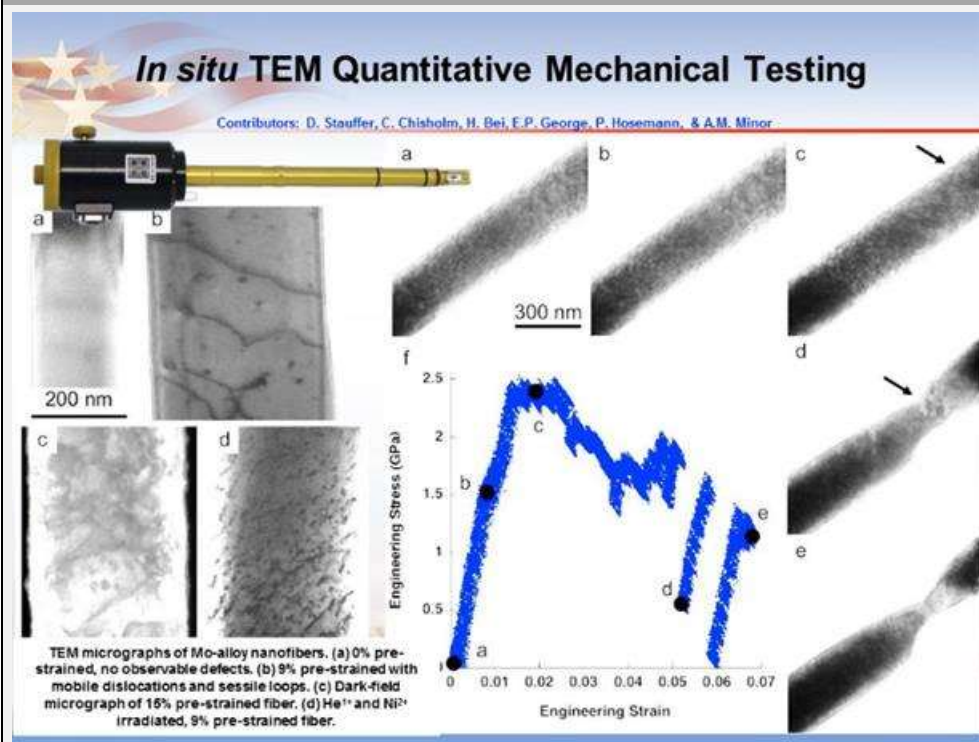 In situ TEM Quantitative Mechanical Testing
Contributors: D. Stauffer, C. Chisholm, H. Bei, E.P. George, P. Hosemann, & A.M. Minor
a
b
200 nm
c
d
TEM micrographs of Mo-alloy nanofibers. (a) 0% pre-
strained, no observable defects. (b) 9% pre-strained with
mobile dislocations and sessile loops. (c) Dark-field
micrograph of 15% pre-strained fiber. (d) He¹⁺ and Ni²⁺
irradiated, 9% pre-strained fiber.
a
b
c
300 nm
d
e
f
Engineering Stress (GPa)
2.5
2
1.5
1
0.5
a
b
c
d
e
0
0.01
0.02
0.03
0.04
0.05
0.06
0.07
Engineering Strain